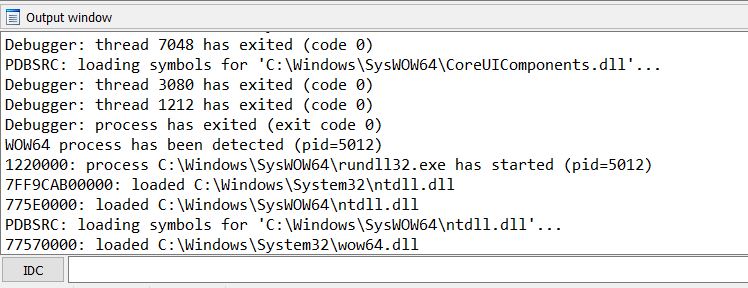 Output window
Debugger: thread 7048 has exited (code 0)
PDBSRC: loading symbols for 'C:\Windows\SysWOW64\CoreUIComponents.dll'...
Debugger: thread 3080 has exited (code 0)
Debugger: thread 1212 has exited (code 0)
Debugger: process has exited (exit code 0)
WOW64 process has been detected (pid=5012)
1220000: process C:\Windows\SysWOW64\rundll32.exe has started (pid=5012)
7FF9CAB00000: loaded C:\Windows\System32\ntdll.dll
775E0000: loaded C:\Windows\SysWOW64\ntdll.dll
PDBSRC: loading symbols for 'C:\Windows\SysWOW64\ntdll.dll'...
77570000: loaded C:\Windows\System32\wow64.dll
IDC